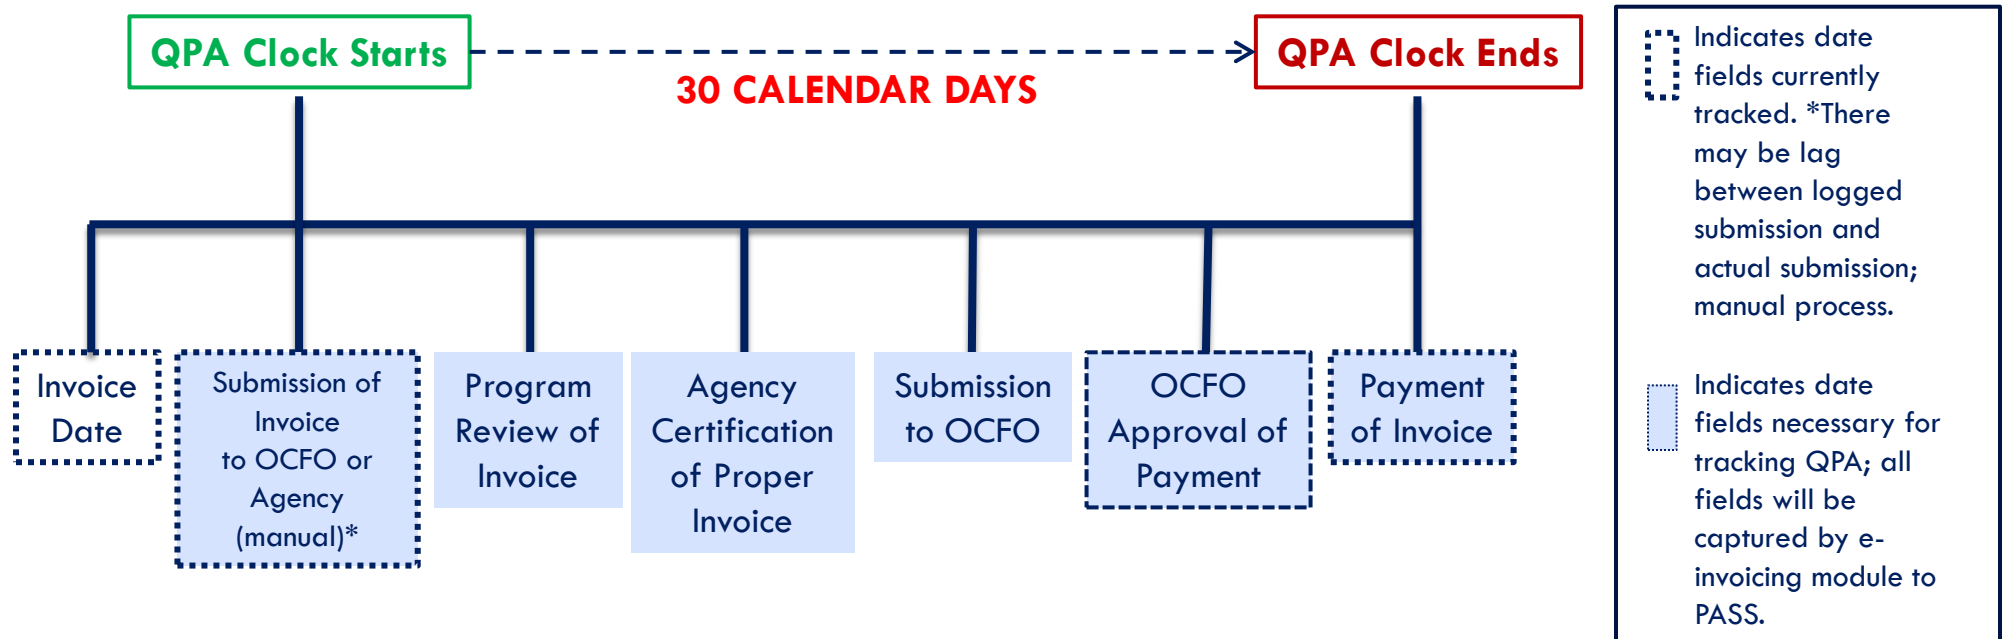 QPA Clock Starts
QPA Clock Ends
30 CALENDAR DAYS
Invoice
Date
Submission of
Invoice
to OCFO or
Agency
(manual)*
Program
Review of
Invoice
Agency
Certification
of Proper
Invoice
Submission
to OCFO
OCFO
Approval of
Payment
Payment
of Invoice
Indicates date
fields currently
tracked. *There
may be lag
between logged
submission and
actual submission;
manual process.
Indicates date
fields necessary for
tracking QPA; all
fields will be
captured by e-
invoicing module to
PASS.